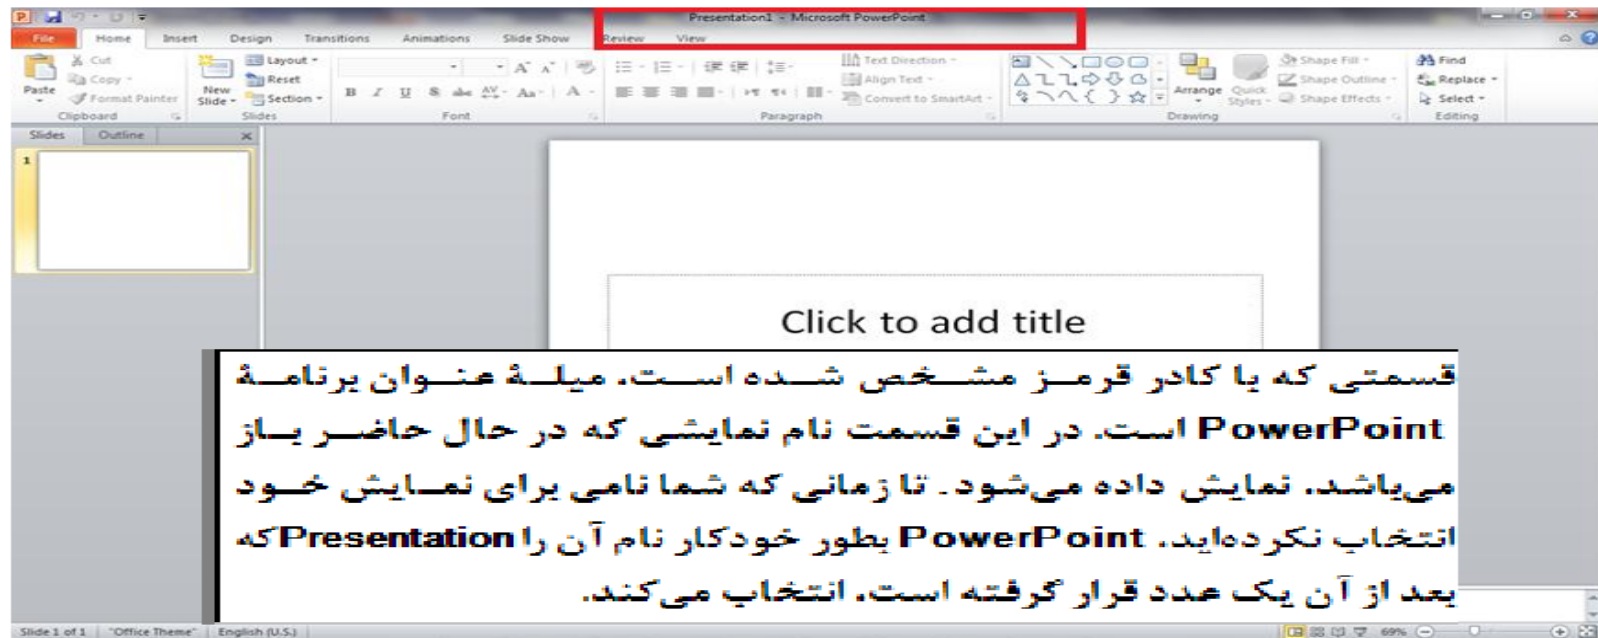 Presentation1 - Microsoft PowerPoint
File Home Insert Design Transitions Animations Slide Show Review View
Paste
Cut
Copy
Format Painter
Clipboard
New Slide
Layout
Reset
Section
Slides
B I U S abc AV Aa A
Font
Text Direction
Align Text
Convert to SmartArt
Paragraph
Arrange
Quick Styles
Shape Fill
Shape Outline
Shape Effects
Drawing
Find
Replace
Select
Editing
Slides Outline
1
Click to add title
قسمتی که با کادر قرمز مشخص شده است، میلهٔ عنوان برنامهٔ
PowerPoint است. در این قسمت نام نمایشی که در حال حاضر باز
می‌باشد، نمایش داده می‌شود. تا زمانی که شما نامی برای نمایش خود
انتخاب نکرده‌اید، PowerPoint بطور خودکار نام آن را Presentation که
بعد از آن یک عدد قرار گرفته است، انتخاب می‌کند.
Slide 1 of 1 "Office Theme" English (U.S.) 69%